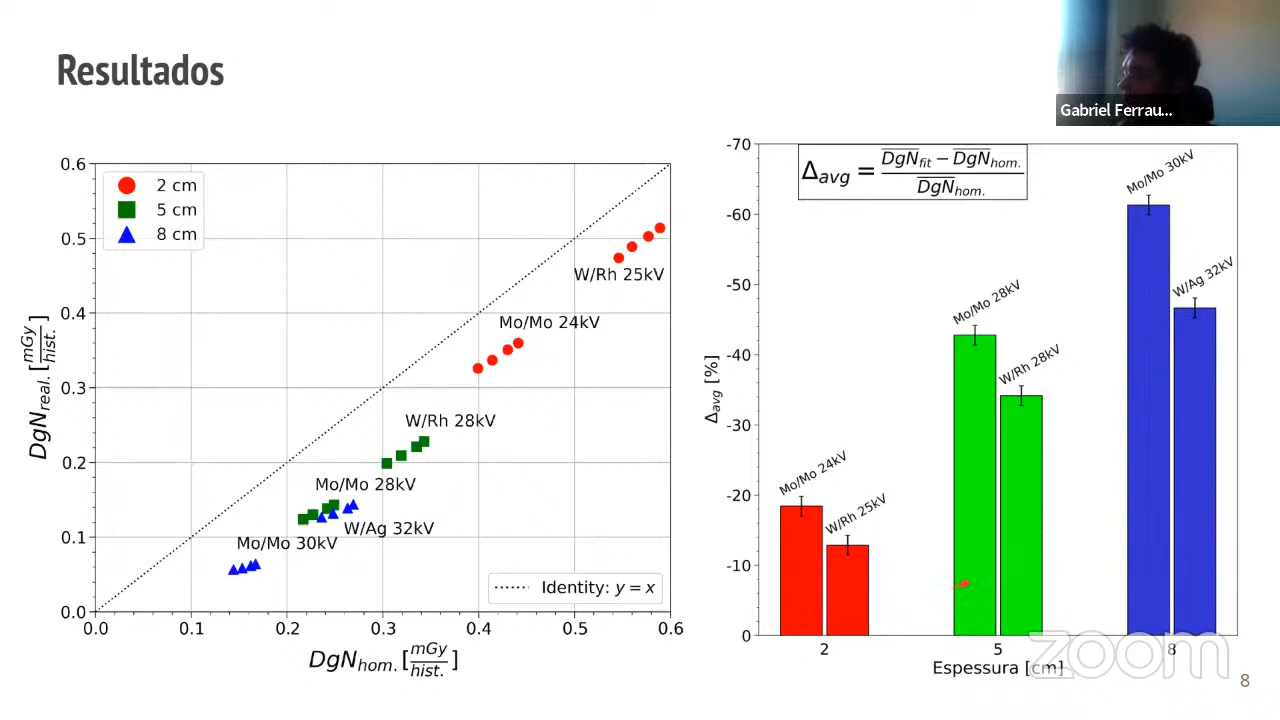 Resultados
Gabriel Ferrau...
0.6
0.5
0.4
0.3
0.2
0.1
0.0
0.0
0.1
0.2
0.3
0.4
0.5
0.6
DgN_real. [mGy/hist.]
DgN_hom. [mGy/hist.]
2 cm
5 cm
8 cm
W/Rh 25kV
Mo/Mo 24kV
W/Rh 28kV
Mo/Mo 28kV
W/Ag 32kV
Mo/Mo 30kV
Identity: y = x
-70
-60
-50
-40
-30
-20
-10
0
Δavg [%]
Δavg = (DgN_fit − DgN_hom.) / DgN_hom.
Mo/Mo 24kV
W/Rh 25kV
Mo/Mo 28kV
W/Rh 28kV
Mo/Mo 30kV
W/Ag 32kV
2
5
8
Espessura [cm]
zoom
8